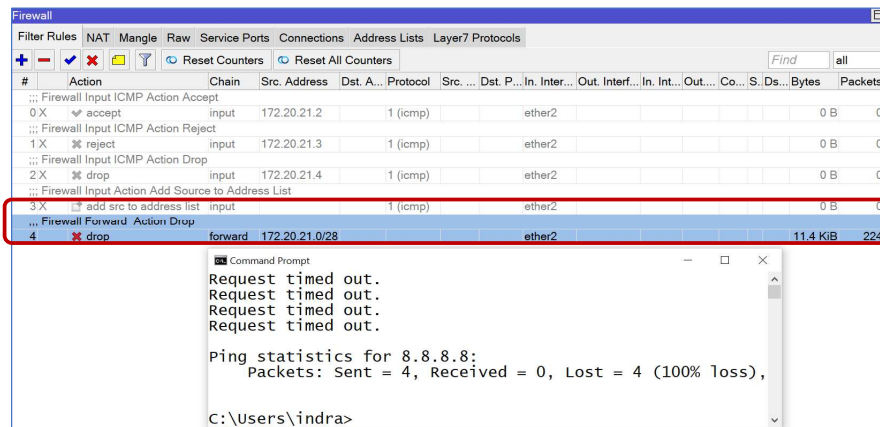 Firewall
Filter Rules NAT Mangle Raw Service Ports Connections Address Lists Layer7 Protocols
Reset Counters Reset All Counters Find all
# Action Chain Src. Address Dst. A... Protocol Src. ... Dst. P... In. Inter... Out. Interf... In. Int... Out.... Co... S. Ds... Bytes Packets
;;; Firewall Input ICMP Action Accept
0 X accept input 172.20.21.2 1 (icmp) ether2 0 B
;;; Firewall Input ICMP Action Reject
1 X reject input 172.20.21.3 1 (icmp) ether2 0 B
;;; Firewall Input ICMP Action Drop
2 X drop input 172.20.21.4 1 (icmp) ether2 0 B
;;; Firewall Input Action Add Source to Address List
3 X add src to address list input 1 (icmp) ether2 0 B
;;; Firewall Forward Action Drop
4 drop forward 172.20.21.0/28 ether2 11.4 KiB 224
Command Prompt
Request timed out.
Request timed out.
Request timed out.
Request timed out.
Ping statistics for 8.8.8.8:
Packets: Sent = 4, Received = 0, Lost = 4 (100% loss),
C:\Users\indra>